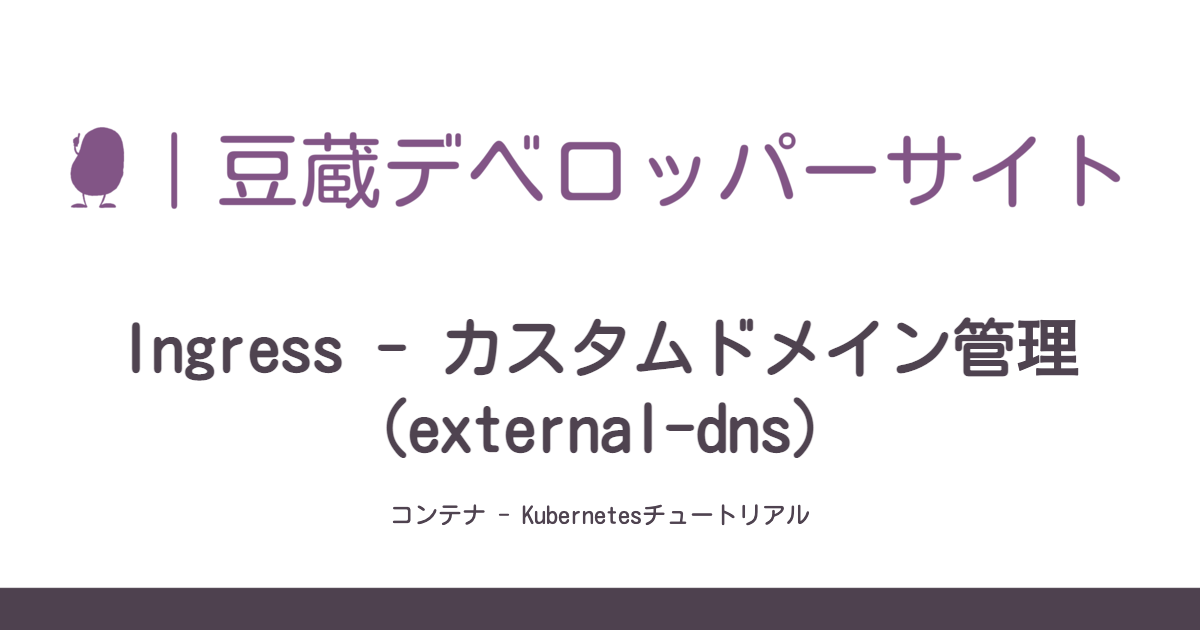 豆蔵デベロッパーサイト
Ingress - カスタムドメイン管理
(external-dns)
コンテナ - Kubernetesチュートリアル